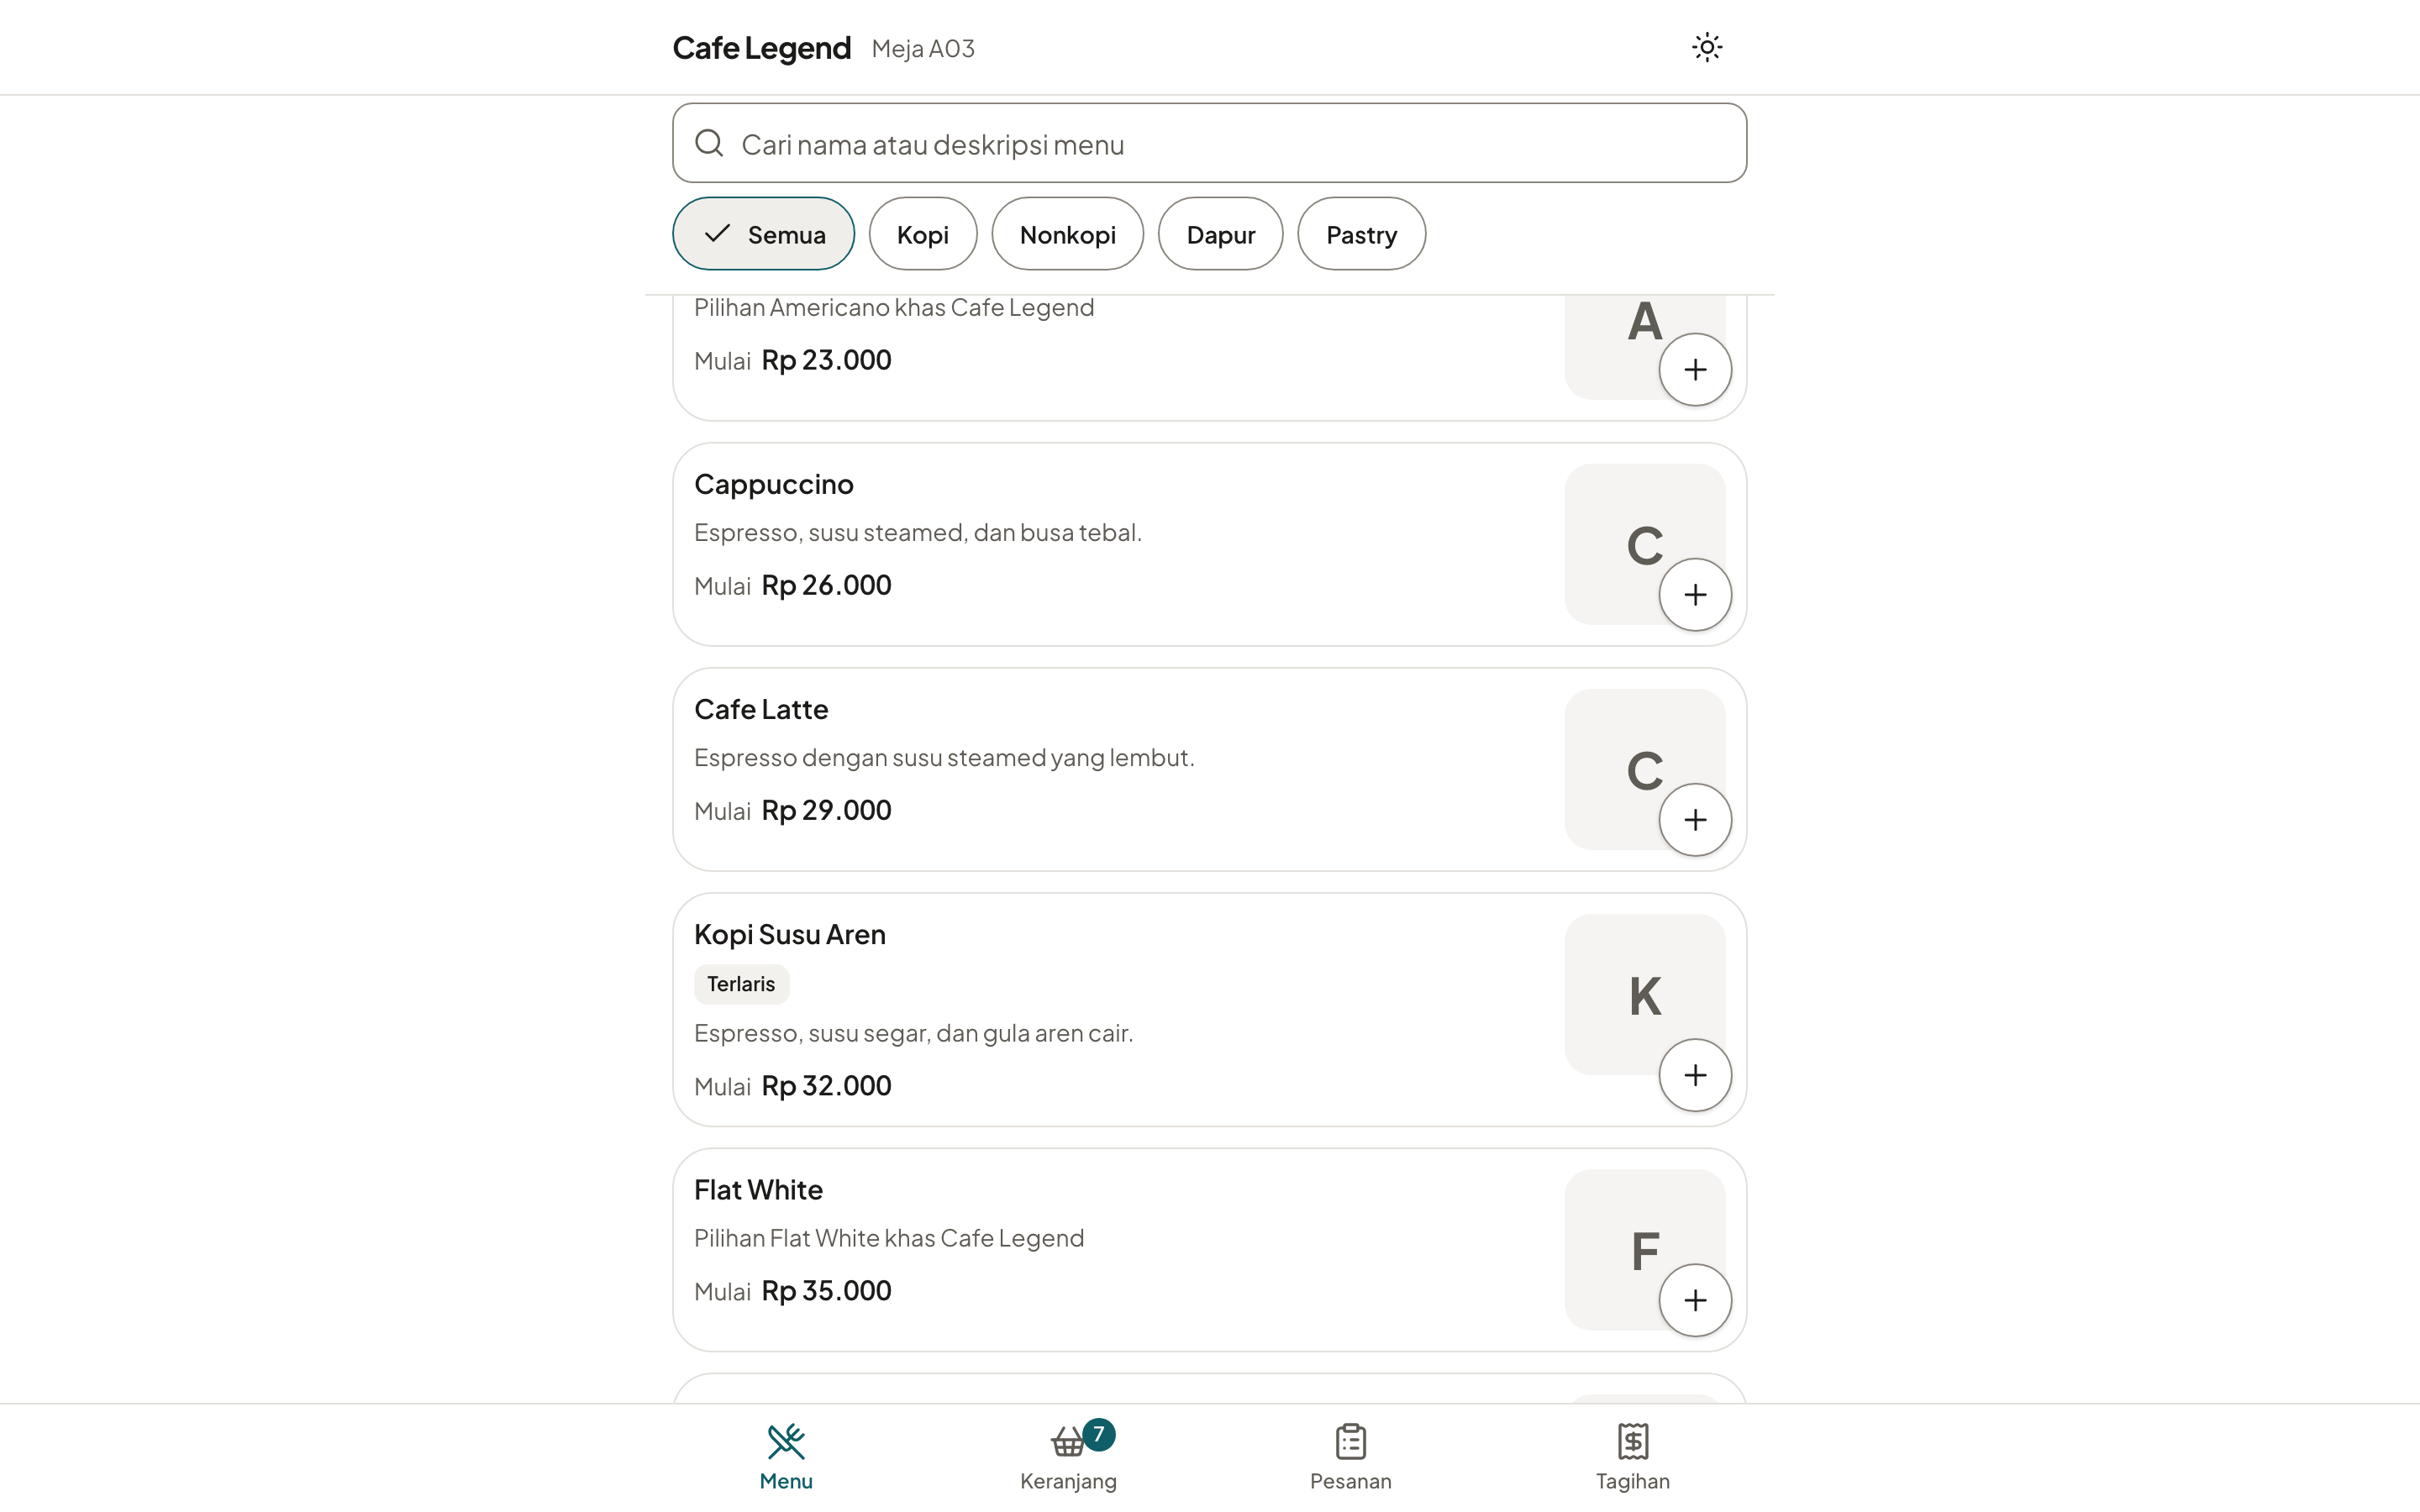 Cafe Legend Meja A03
Cari nama atau deskripsi menu
Semua Kopi Nonkopi Dapur Pastry
Pilihan Americano khas Cafe Legend
A
Mulai Rp 23.000
Cappuccino
Espresso, susu steamed, dan busa tebal.
C
Mulai Rp 26.000
Cafe Latte
Espresso dengan susu steamed yang lembut.
C
Mulai Rp 29.000
Kopi Susu Aren
Terlaris
K
Espresso, susu segar, dan gula aren cair.
Mulai Rp 32.000
Flat White
Pilihan Flat White khas Cafe Legend
F
Mulai Rp 35.000
7
Menu Keranjang Pesanan Tagihan